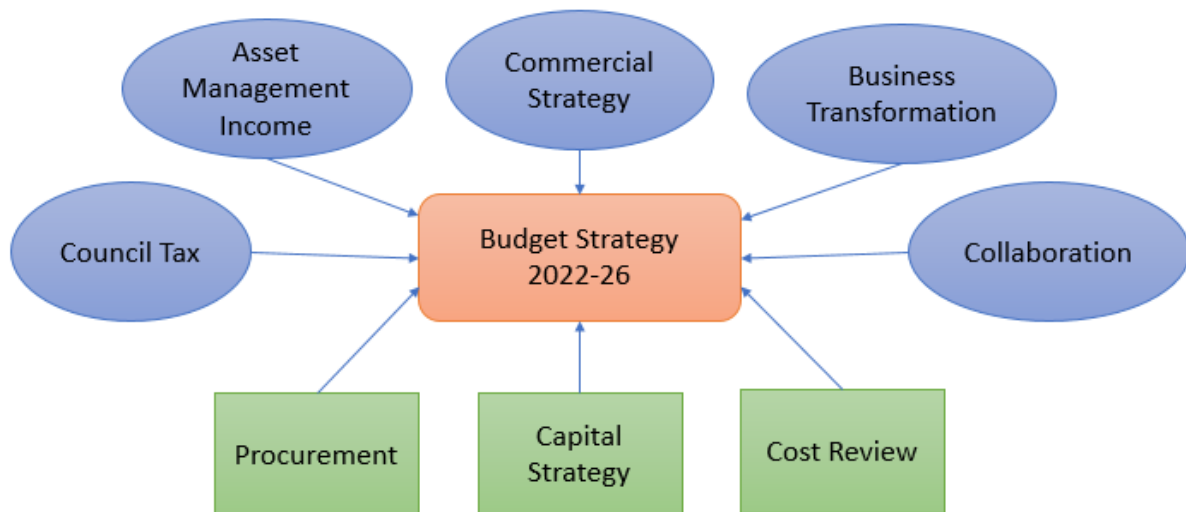 Asset
Management
Income
Commercial
Strategy
Business
Transformation
Council Tax
Budget Strategy
2022-26
Collaboration
Procurement
Capital
Strategy
Cost Review